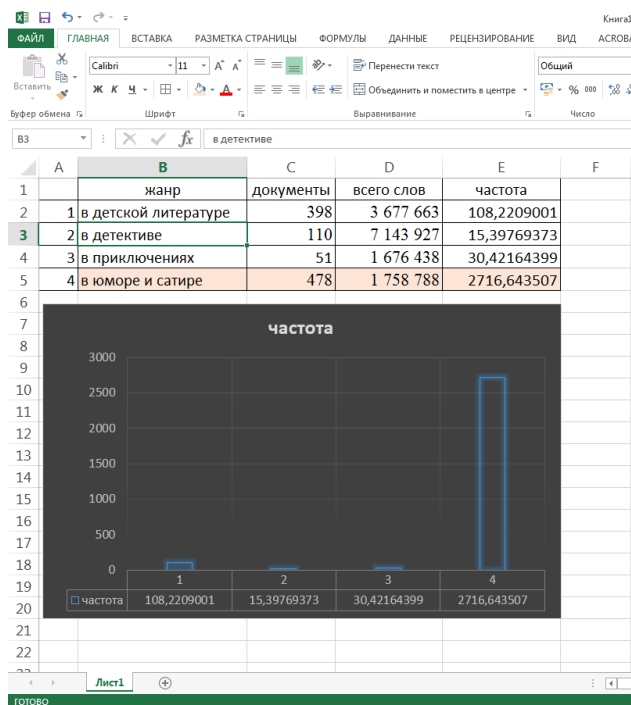 Книга1
ФАЙЛ ГЛАВНАЯ ВСТАВКА РАЗМЕТКА СТРАНИЦЫ ФОРМУЛЫ ДАННЫЕ РЕЦЕНЗИРОВАНИЕ ВИД ACROBA
Calibri 11 Перенести текст Общий
Вставить Ж К Ч Объединить и поместить в центре % 000
Буфер обмена Шрифт Выравнивание Число
B3 fx в детективе
A B C D E F
1 жанр документы всего слов частота
2 1 в детской литературе 398 3 677 663 108,2209001
3 2 в детективе 110 7 143 927 15,39769373
4 3 в приключениях 51 1 676 438 30,42164399
5 4 в юморе и сатире 478 1 758 788 2716,643507
6
7 частота
8
9 3000
10 2500
11
12 2000
13
14 1500
15 1000
16
17 500
18 0
19 1 2 3 4
20 частота 108,2209001 15,39769373 30,42164399 2716,643507
21
22
Лист1
ГОТОВО